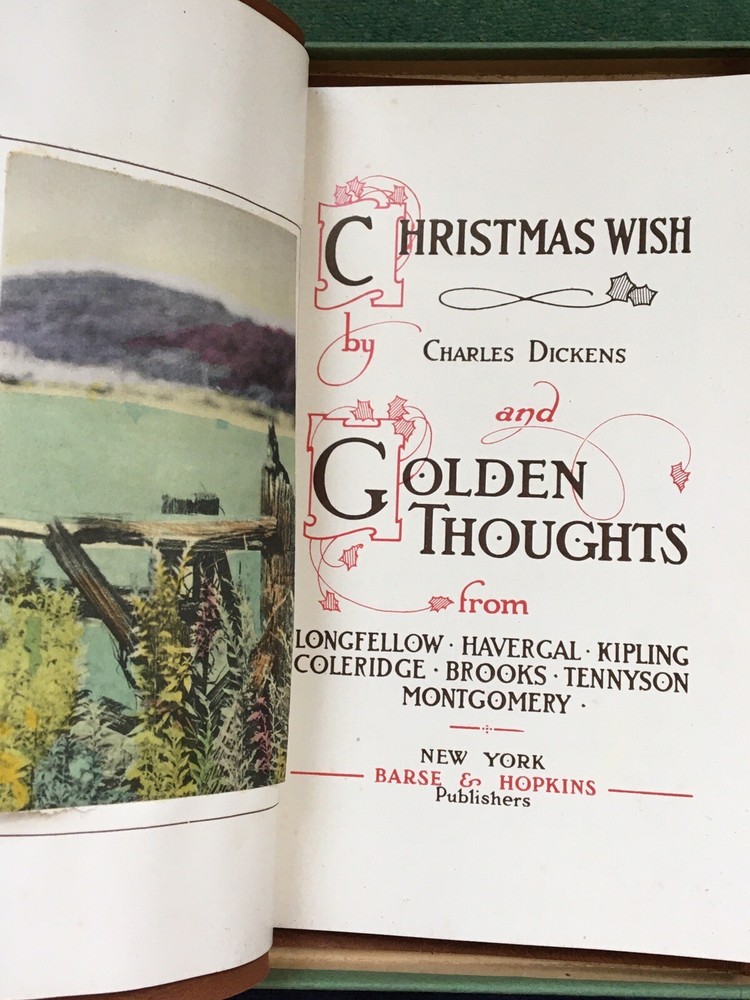 CHRISTMAS WISH
by CHARLES DICKENS
and
GOLDEN
THOUGHTS
from
LONGFELLOW · HAVERGAL · KIPLING
COLERIDGE · BROOKS · TENNYSON
MONTGOMERY ·
NEW YORK
BARSE & HOPKINS
Publishers